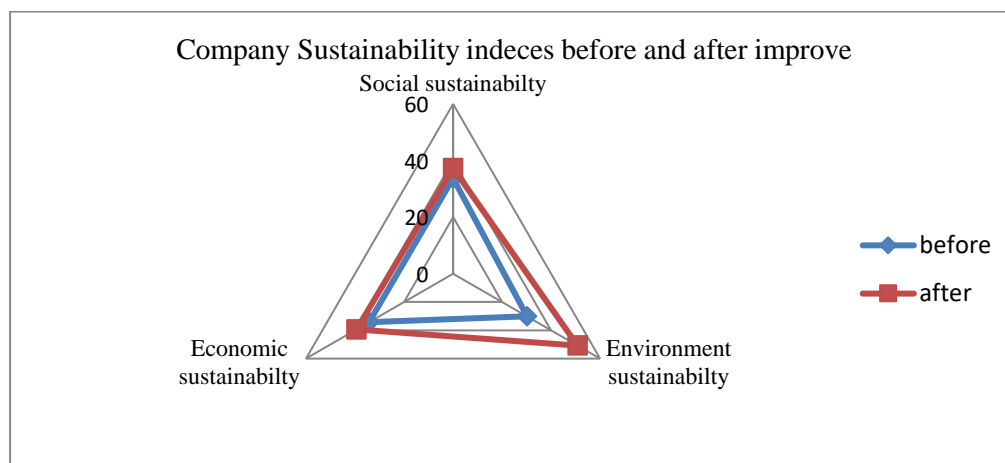 Company Sustainability indeces before and after improve
Social sustainabilty
60
40
20
0
before
after
Economic
sustainabilty
Environment
sustainabilty